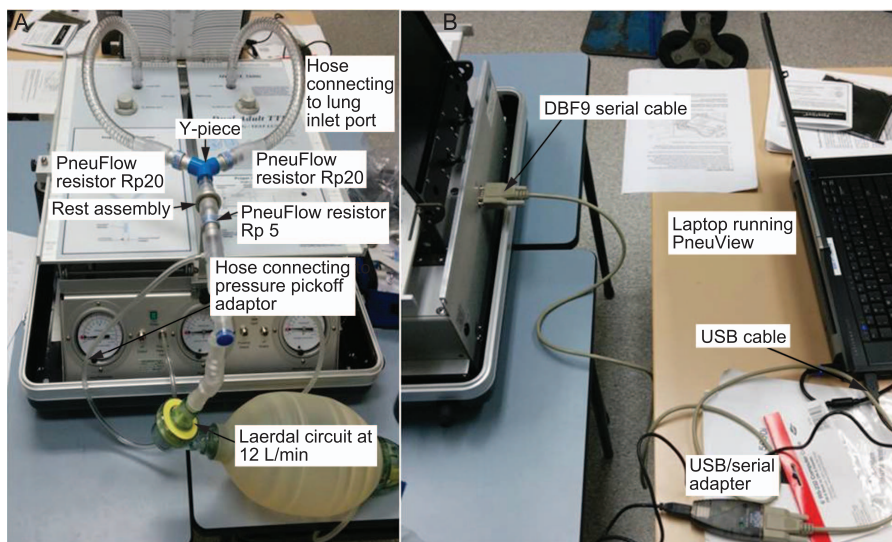 A
B
Hose
connecting
to lung
inlet port
Y-piece
PneuFlow
resistor Rp20
PneuFlow
resistor Rp20
Rest assembly
PneuFlow resistor
Rp 5
Hose connecting
pressure pickoff
adaptor
Laerdal circuit at
12 L/min
DBF9 serial cable
Laptop running
PneuView
USB cable
USB/serial
adapter